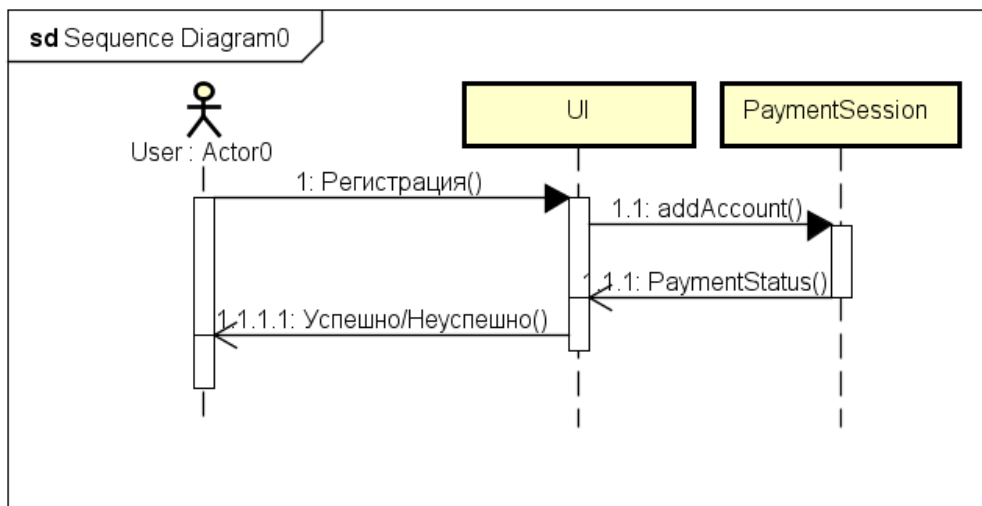 sd Sequence Diagram0
User : Actor0
UI
PaymentSession
1: Регистрация()
1.1: addAccount()
1.1.1: PaymentStatus()
1.1.1.1: Успешно/Неуспешно()